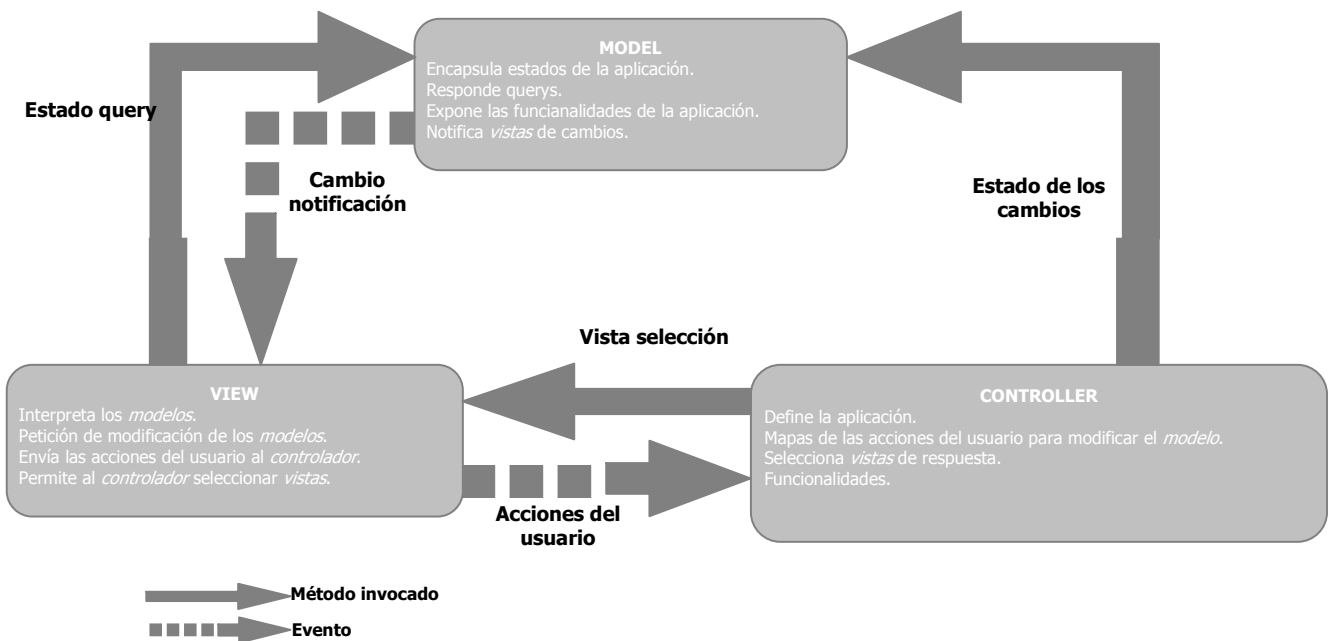 MODEL
Encapsula estados de la aplicación.
Responde querys.
Expone las funcianalidades de la aplicación.
Notifica vistas de cambios.
Estado query
Cambio
notificación
Estado de los
cambios
Vista selección
VIEW
Interpreta los modelos.
Petición de modificación de los modelos.
Envía las acciones del usuario al controlador.
Permite al controlador seleccionar vistas.
CONTROLLER
Define la aplicación.
Mapas de las acciones del usuario para modificar el modelo.
Selecciona vistas de respuesta.
Funcionalidades.
Acciones del
usuario
Método invocado
Evento